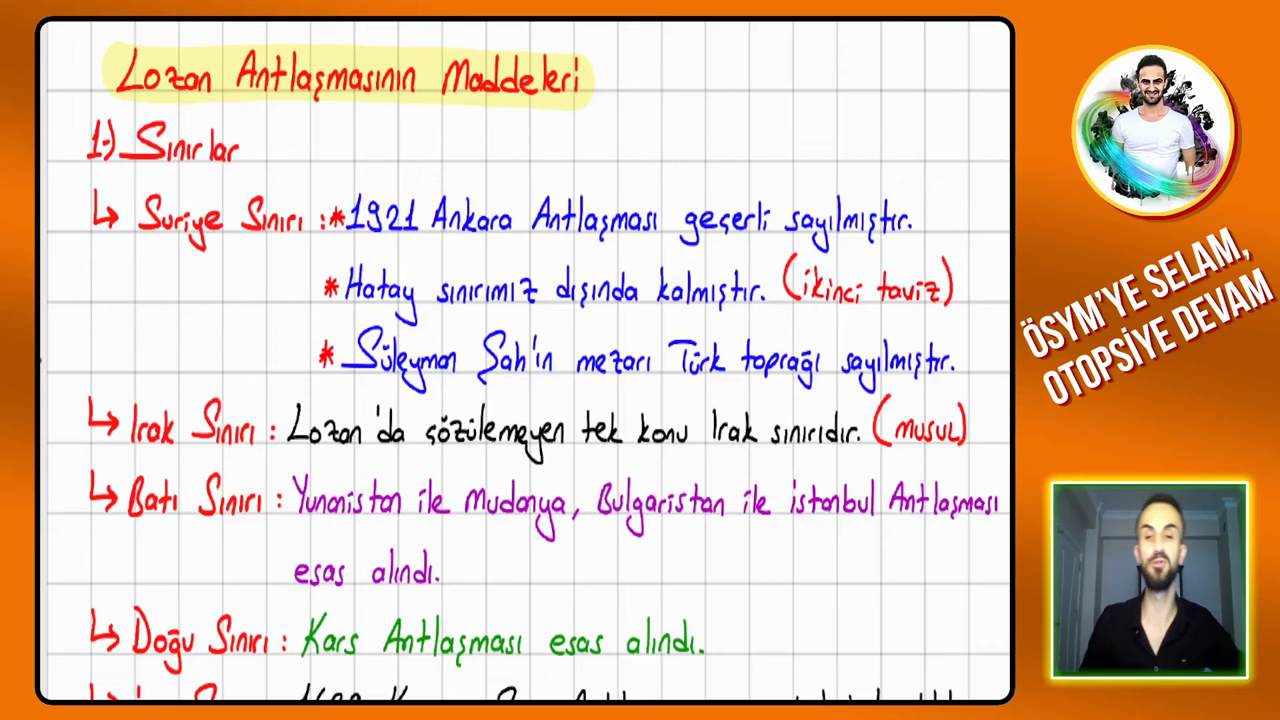 Lozan Antlaşmasının Maddeleri
1-) Sınırlar
↳ Suriye Sınırı : * 1921 Ankara Antlaşması geçerli sayılmıştır.
* Hatay sınırımız dışında kalmıştır. (ikinci taviz)
* Süleyman Şah'ın mezarı Türk toprağı sayılmıştır.
↳ Irak Sınırı : Lozan'da çözülemeyen tek konu Irak sınırıdır. (musul)
↳ Batı Sınırı : Yunanistan ile Mudanya, Bulgaristan ile İstanbul Antlaşması
esas alındı.
↳ Doğu Sınırı : Kars Antlaşması esas alındı.
ÖSYM'YE SELAM,
OTOPSİYE DEVAM